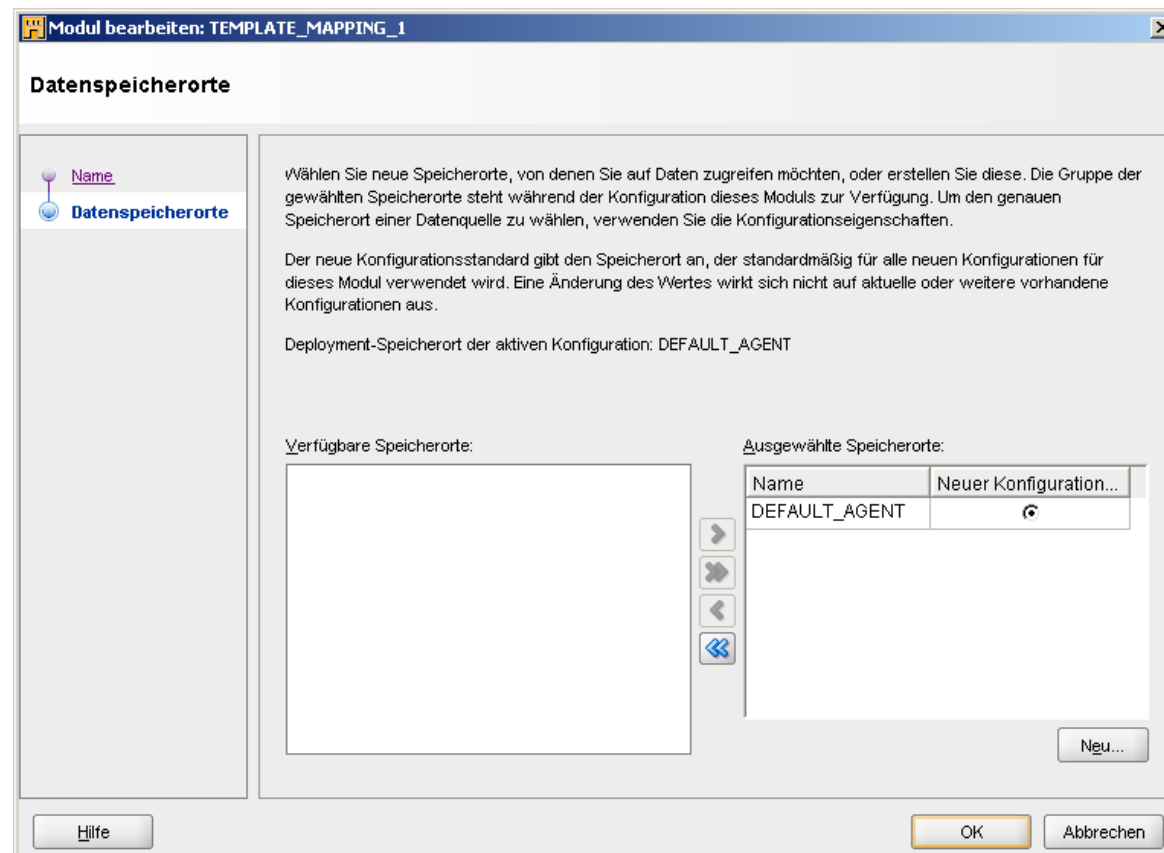 Modul bearbeiten: TEMPLATE_MAPPING_1
Datenspeicherorte
Name
Datenspeicherorte
Wählen Sie neue Speicherorte, von denen Sie auf Daten zugreifen möchten, oder erstellen Sie diese. Die Gruppe der
gewählten Speicherorte steht während der Konfiguration dieses Moduls zur Verfügung. Um den genauen
Speicherort einer Datenquelle zu wählen, verwenden Sie die Konfigurationseigenschaften.
Der neue Konfigurationsstandard gibt den Speicherort an, der standardmäßig für alle neuen Konfigurationen für
dieses Modul verwendet wird. Eine Änderung des Wertes wirkt sich nicht auf aktuelle oder weitere vorhandene
Konfigurationen aus.
Deployment-Speicherort der aktiven Konfiguration: DEFAULT_AGENT
Verfügbare Speicherorte:
Ausgewählte Speicherorte:
Name Neuer Konfiguration...
DEFAULT_AGENT
Neu...
Hilfe OK Abbrechen